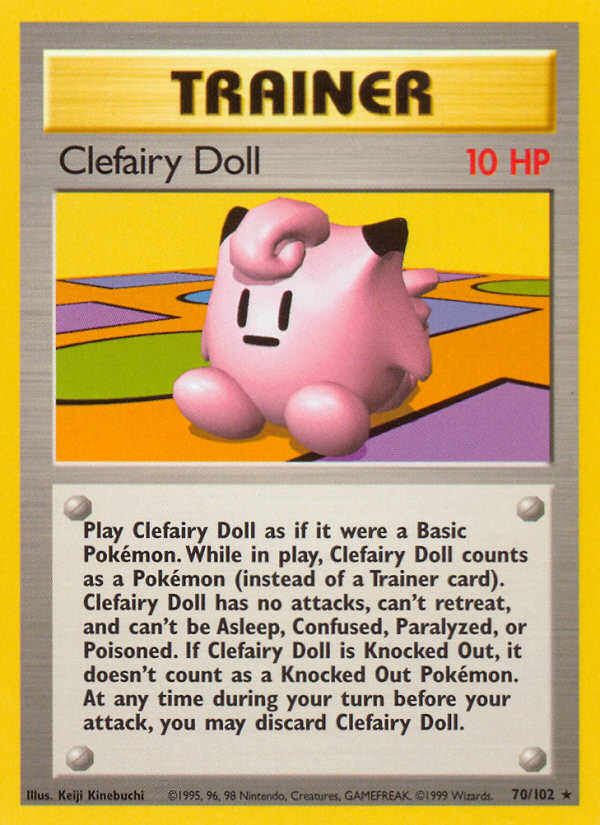 TRAINER
Clefairy Doll 10 HP
Play Clefairy Doll as if it were a Basic
Pokémon. While in play, Clefairy Doll counts
as a Pokémon (instead of a Trainer card).
Clefairy Doll has no attacks, can't retreat,
and can't be Asleep, Confused, Paralyzed, or
Poisoned. If Clefairy Doll is Knocked Out, it
doesn't count as a Knocked Out Pokémon.
At any time during your turn before your
attack, you may discard Clefairy Doll.
Illus. Keiji Kinebuchi ©1995, 96, 98 Nintendo, Creatures, GAMEFREAK. ©1999 Wizards. 70/102 ★